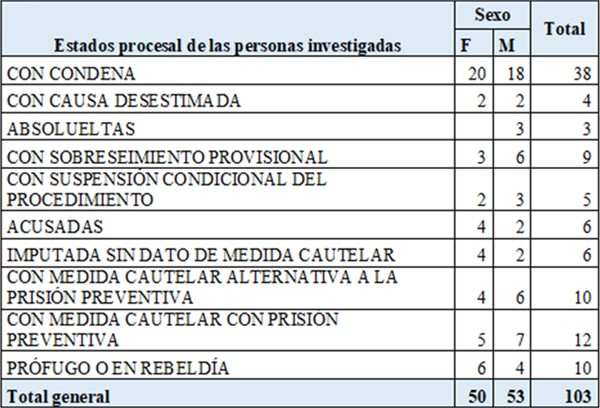 Estados procesal de las personas investigadas Sexo Total
F M
CON CONDENA 20 18 38
CON CAUSA DESESTIMADA 2 2 4
ABSOLUELTAS 3 3
CON SOBRESEIMIENTO PROVISIONAL 3 6 9
CON SUSPENSIÓN CONDICIONAL DEL
PROCEDIMIENTO 2 3 5
ACUSADAS 4 2 6
IMPUTADA SIN DATO DE MEDIDA CAUTELAR 4 2 6
CON MEDIDA CAUTELAR ALTERNATIVA A LA
PRISIÓN PREVENTIVA 4 6 10
CON MEDIDA CAUTELAR CON PRISION
PREVENTIVA 5 7 12
PRÓFUGO O EN REBELDÍA 6 4 10
Total general 50 53 103